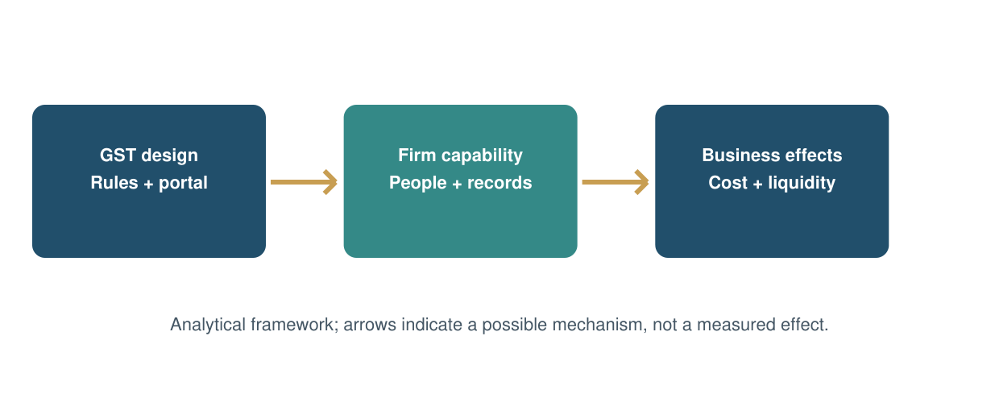 GST design
Rules + portal
Firm capability
People + records
Business effects
Cost + liquidity
Analytical framework; arrows indicate a possible mechanism, not a measured effect.